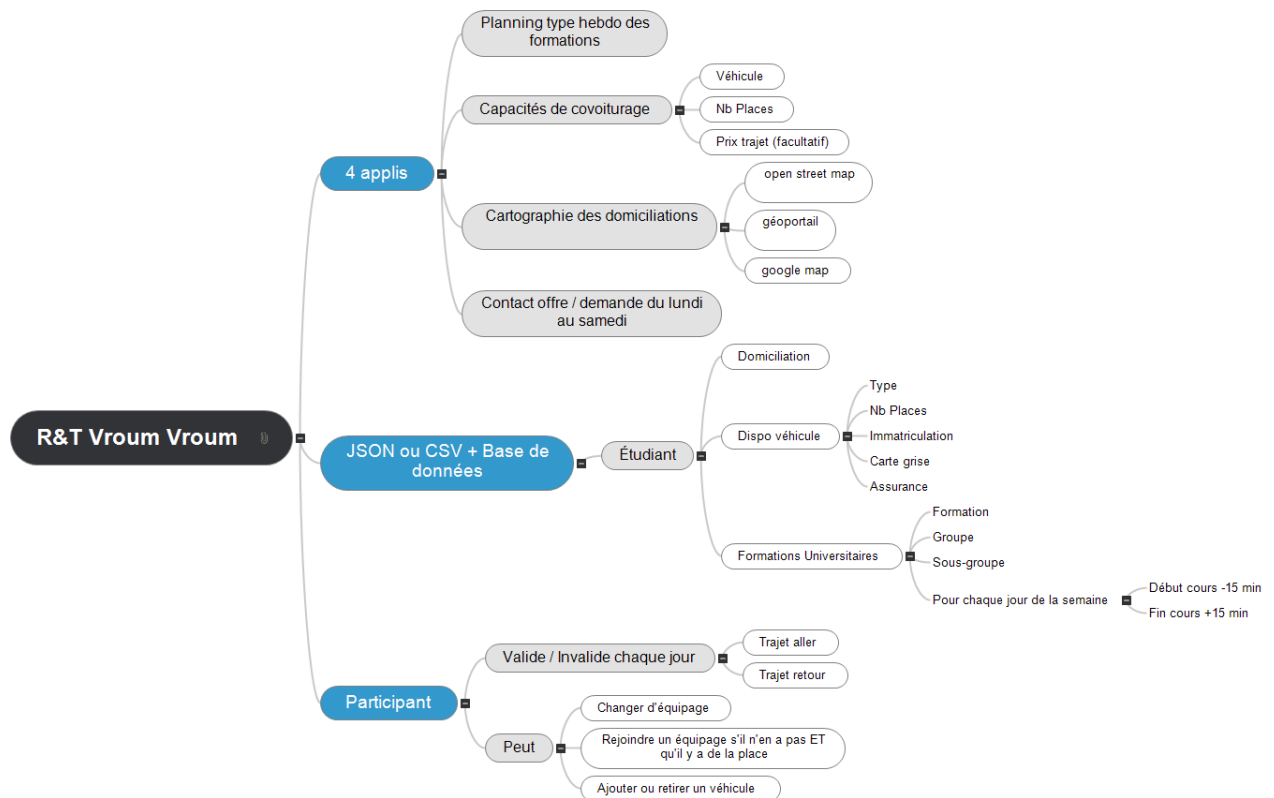 R&T Vroum Vroum
4 applis
Planning type hebdo des
formations
Capacités de covoiturage
Véhicule
Nb Places
Prix trajet (facultatif)
Cartographie des domiciliations
open street map
géoportail
google map
Contact offre / demande du lundi
au samedi
JSON ou CSV + Base de
données
Étudiant
Domiciliation
Dispo véhicule
Type
Nb Places
Immatriculation
Carte grise
Assurance
Formations Universitaires
Formation
Groupe
Sous-groupe
Pour chaque jour de la semaine
Début cours -15 min
Fin cours +15 min
Participant
Valide / Invalide chaque jour
Trajet aller
Trajet retour
Peut
Changer d'équipage
Rejoindre un équipage s'il n'en a pas ET
qu'il y a de la place
Ajouter ou retirer un véhicule